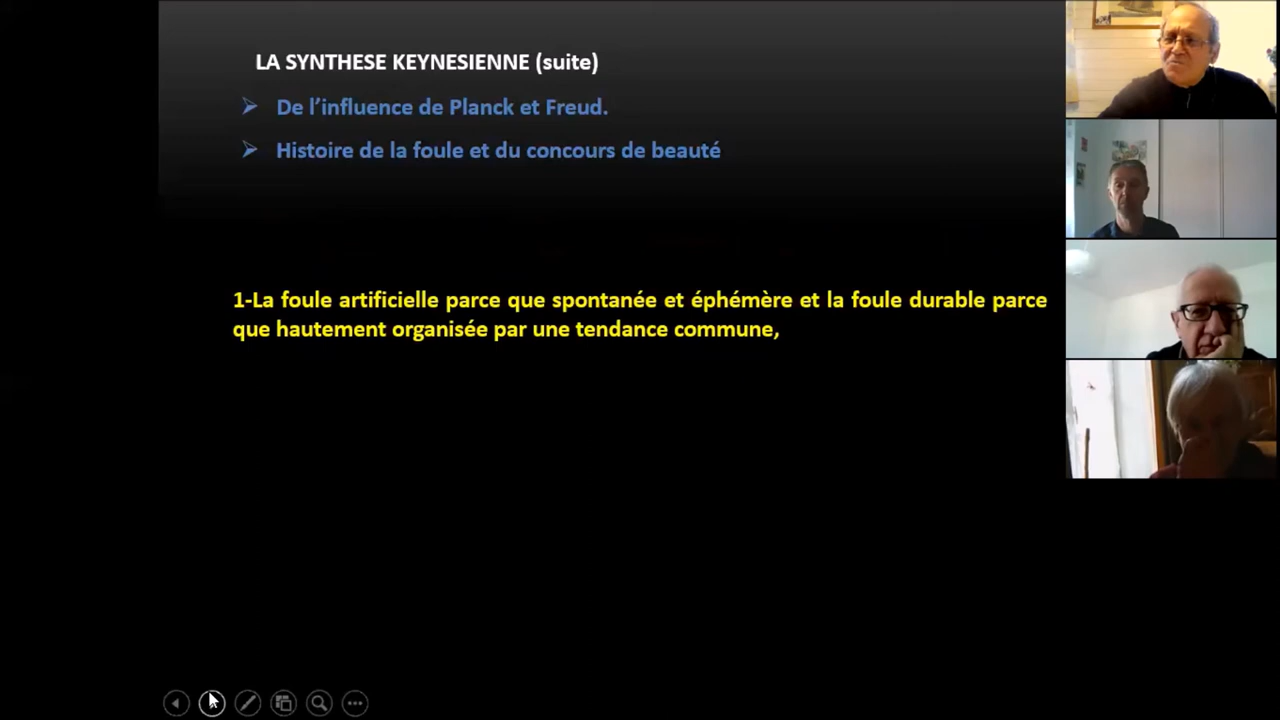 LA SYNTHESE KEYNESIENNE (suite)
De l’influence de Planck et Freud.
Histoire de la foule et du concours de beauté
1-La foule artificielle parce que spontanée et éphémère et la foule durable parce
que hautement organisée par une tendance commune,